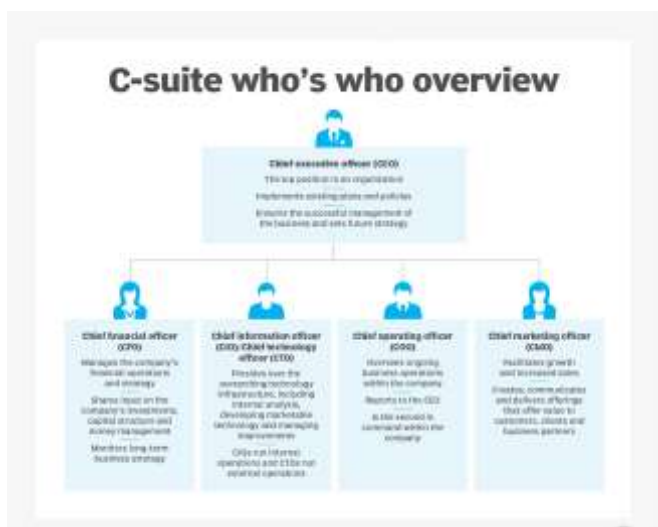 C-suite who's who overview
Chief executive officer (CEO)
The top position in an organization
Implements existing plans and policies
Ensures the successful management of
the business and sets future strategy
Chief financial officer
(CFO)
Manages the company's
financial operations
and strategy
Shares input on the
company's investments,
capital structure and
money management
Monitors long-term
business strategy
Chief information officer
(CIO)/Chief technology
officer (CTO)
Presides over the
technology
infrastructure, including
internal analysis,
developing marketable
technology and managing
improvements
CIOs run internal
operations and CTOs run
external operations
Chief operating officer
(COO)
Oversees ongoing
business operations
within the company
Reports to the CEO
Is the second in
command within the
company
Chief marketing officer
(CMO)
Facilitates growth
and increased sales
Creates, communicates
and delivers offerings
that offer value to
customers, clients and
business partners